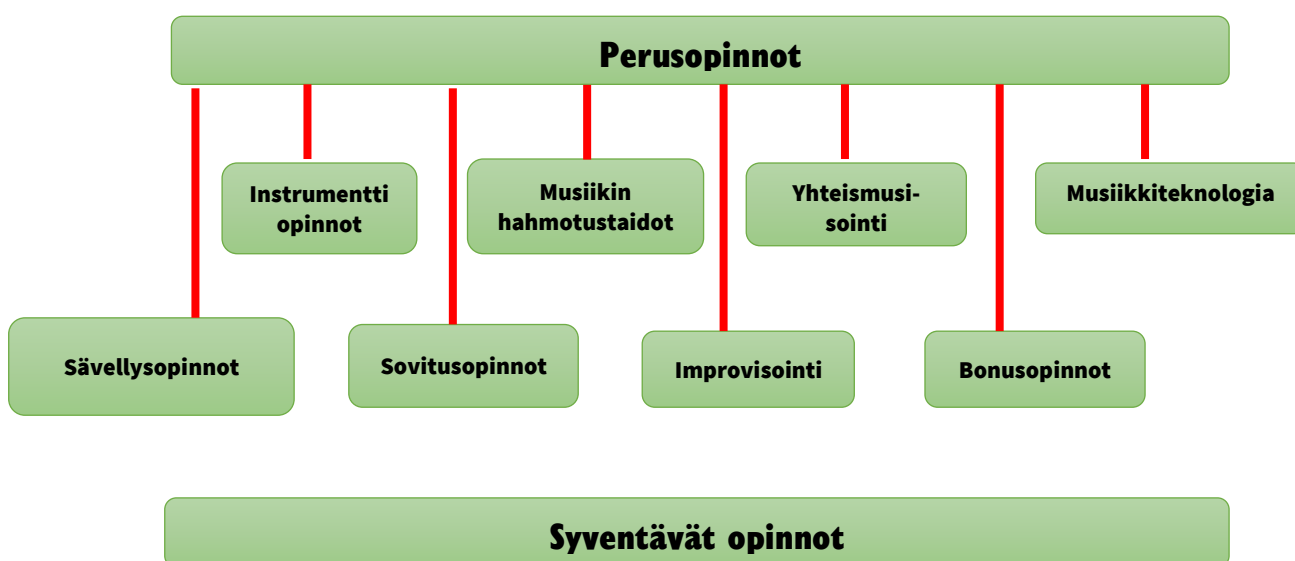 Perusopinnot
Instrumentti
opinnot
Musiikin
hahmotustaidot
Yhteismusi-
sointi
Musiikkiteknologia
Sävellysopinnot
Sovitusopinnot
Improvisointi
Bonusopinnot
Syventävät opinnot